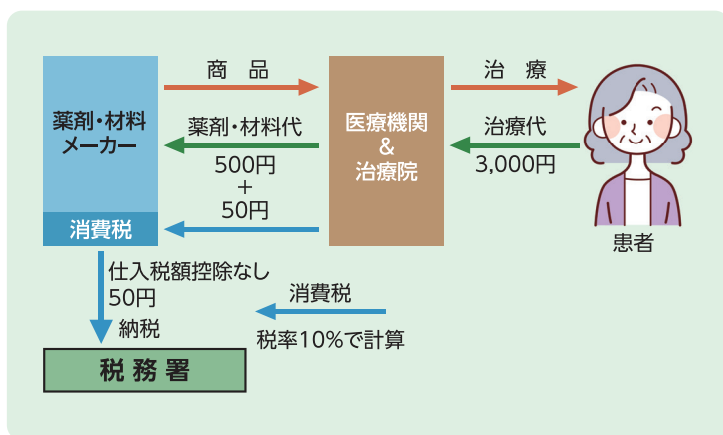 商　品
治　療
薬剤・材料
メーカー
薬剤・材料代
500円
＋
50円
医療機関
&
治療院
治療代
3,000円
消費税
患者
仕入税額控除なし
50円
納税
消費税
税率10％で計算
税務署